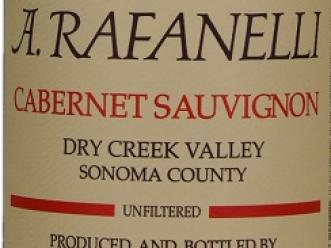 A. RAFANELLI
CABERNET SAUVIGNON
DRY CREEK VALLEY
SONOMA COUNTY
UNFILTERED
PRODUCED AND BOTTLED BY